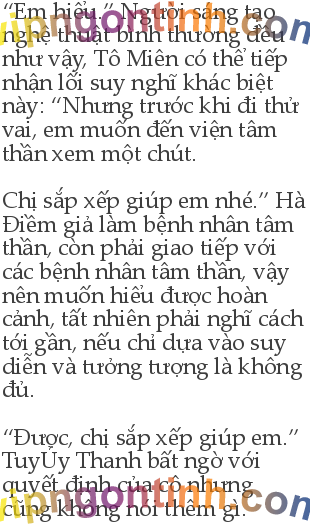 “Em hiểu.” Người sáng tạo
nghệ thuật bình thường đều
như vậy, Tô Miên có thể tiếp
nhận lối suy nghĩ khác biệt
này: “Nhưng trước khi đi thử
vai, em muốn đến viện tâm
thần xem một chút.
Chị sắp xếp giúp em nhé.” Hà
Điềm giả làm bệnh nhân tâm
thần, còn phải giao tiếp với
các bệnh nhân tâm thần, vậy
nên muốn hiểu được hoàn
cảnh, tất nhiên phải nghĩ cách
tới gần, nếu chỉ dựa vào suy
diễn và tưởng tượng là không
đủ.
“Được, chị sắp xếp giúp em.”
TuyỦy Thanh bất ngờ với
quyết định của cô nhưng
cũng không nói thêm gì.
vipngontinh.com
vipngontinh.com